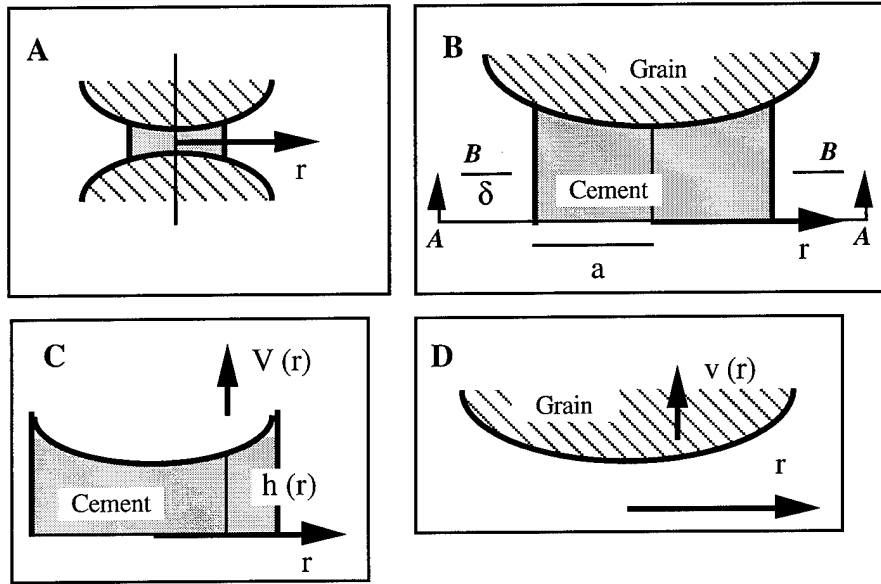 A
r
B
Grain
B
δ
B
Cement
A
A
r
a
C
V (r)
Cement
h (r)
r
D
v (r)
Grain
r